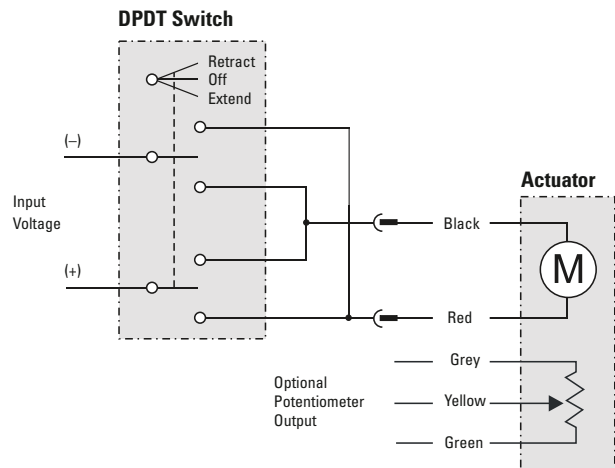 DPDT Switch
Retract
Off
Extend
(–)
Input
Voltage
(+)
Actuator
Black
M
Red
Grey
Optional
Potentiometer
Output
Yellow
Green